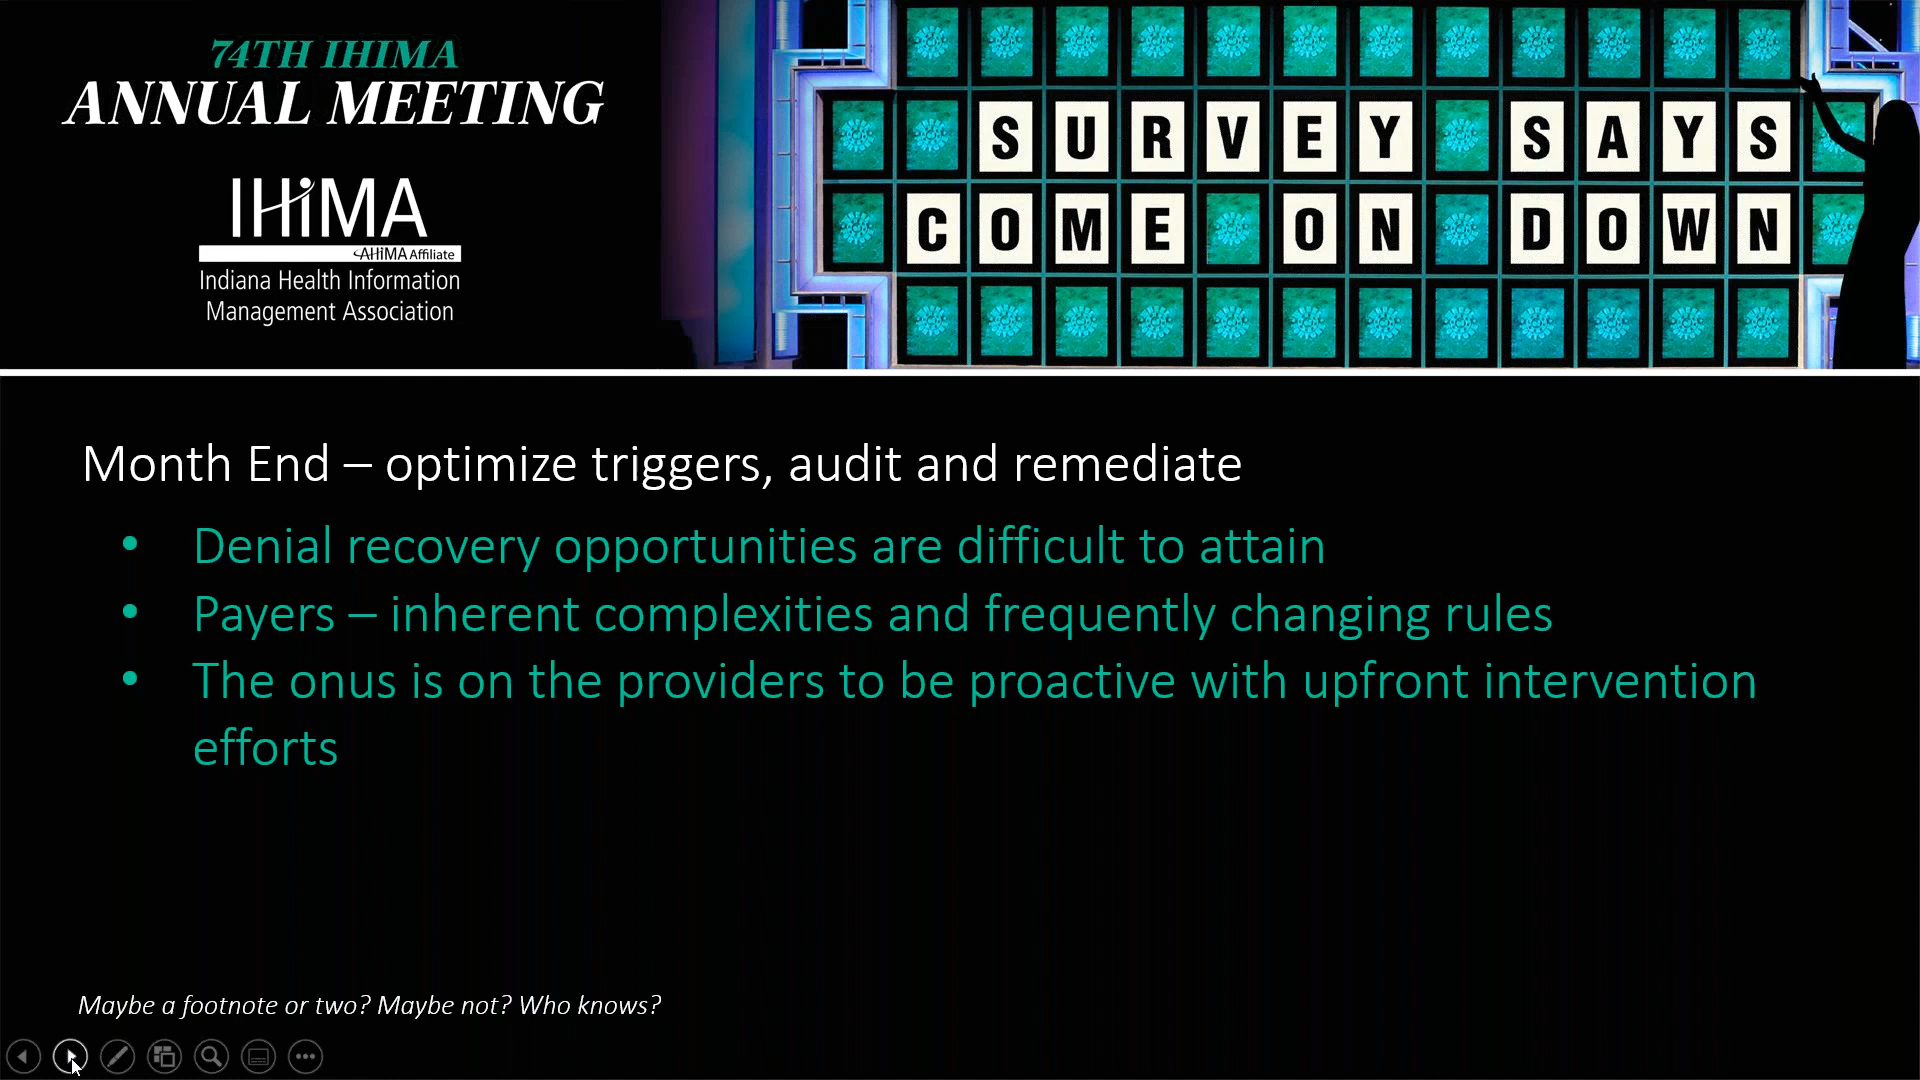 74TH IHIMA
ANNUAL MEETING
IHIMA
AHIMA Affiliate
Indiana Health Information
Management Association
SURVEY SAYS
COME ON DOWN
Month End – optimize triggers, audit and remediate
• Denial recovery opportunities are difficult to attain
• Payers – inherent complexities and frequently changing rules
• The onus is on the providers to be proactive with upfront intervention
efforts
Maybe a footnote or two? Maybe not? Who knows?